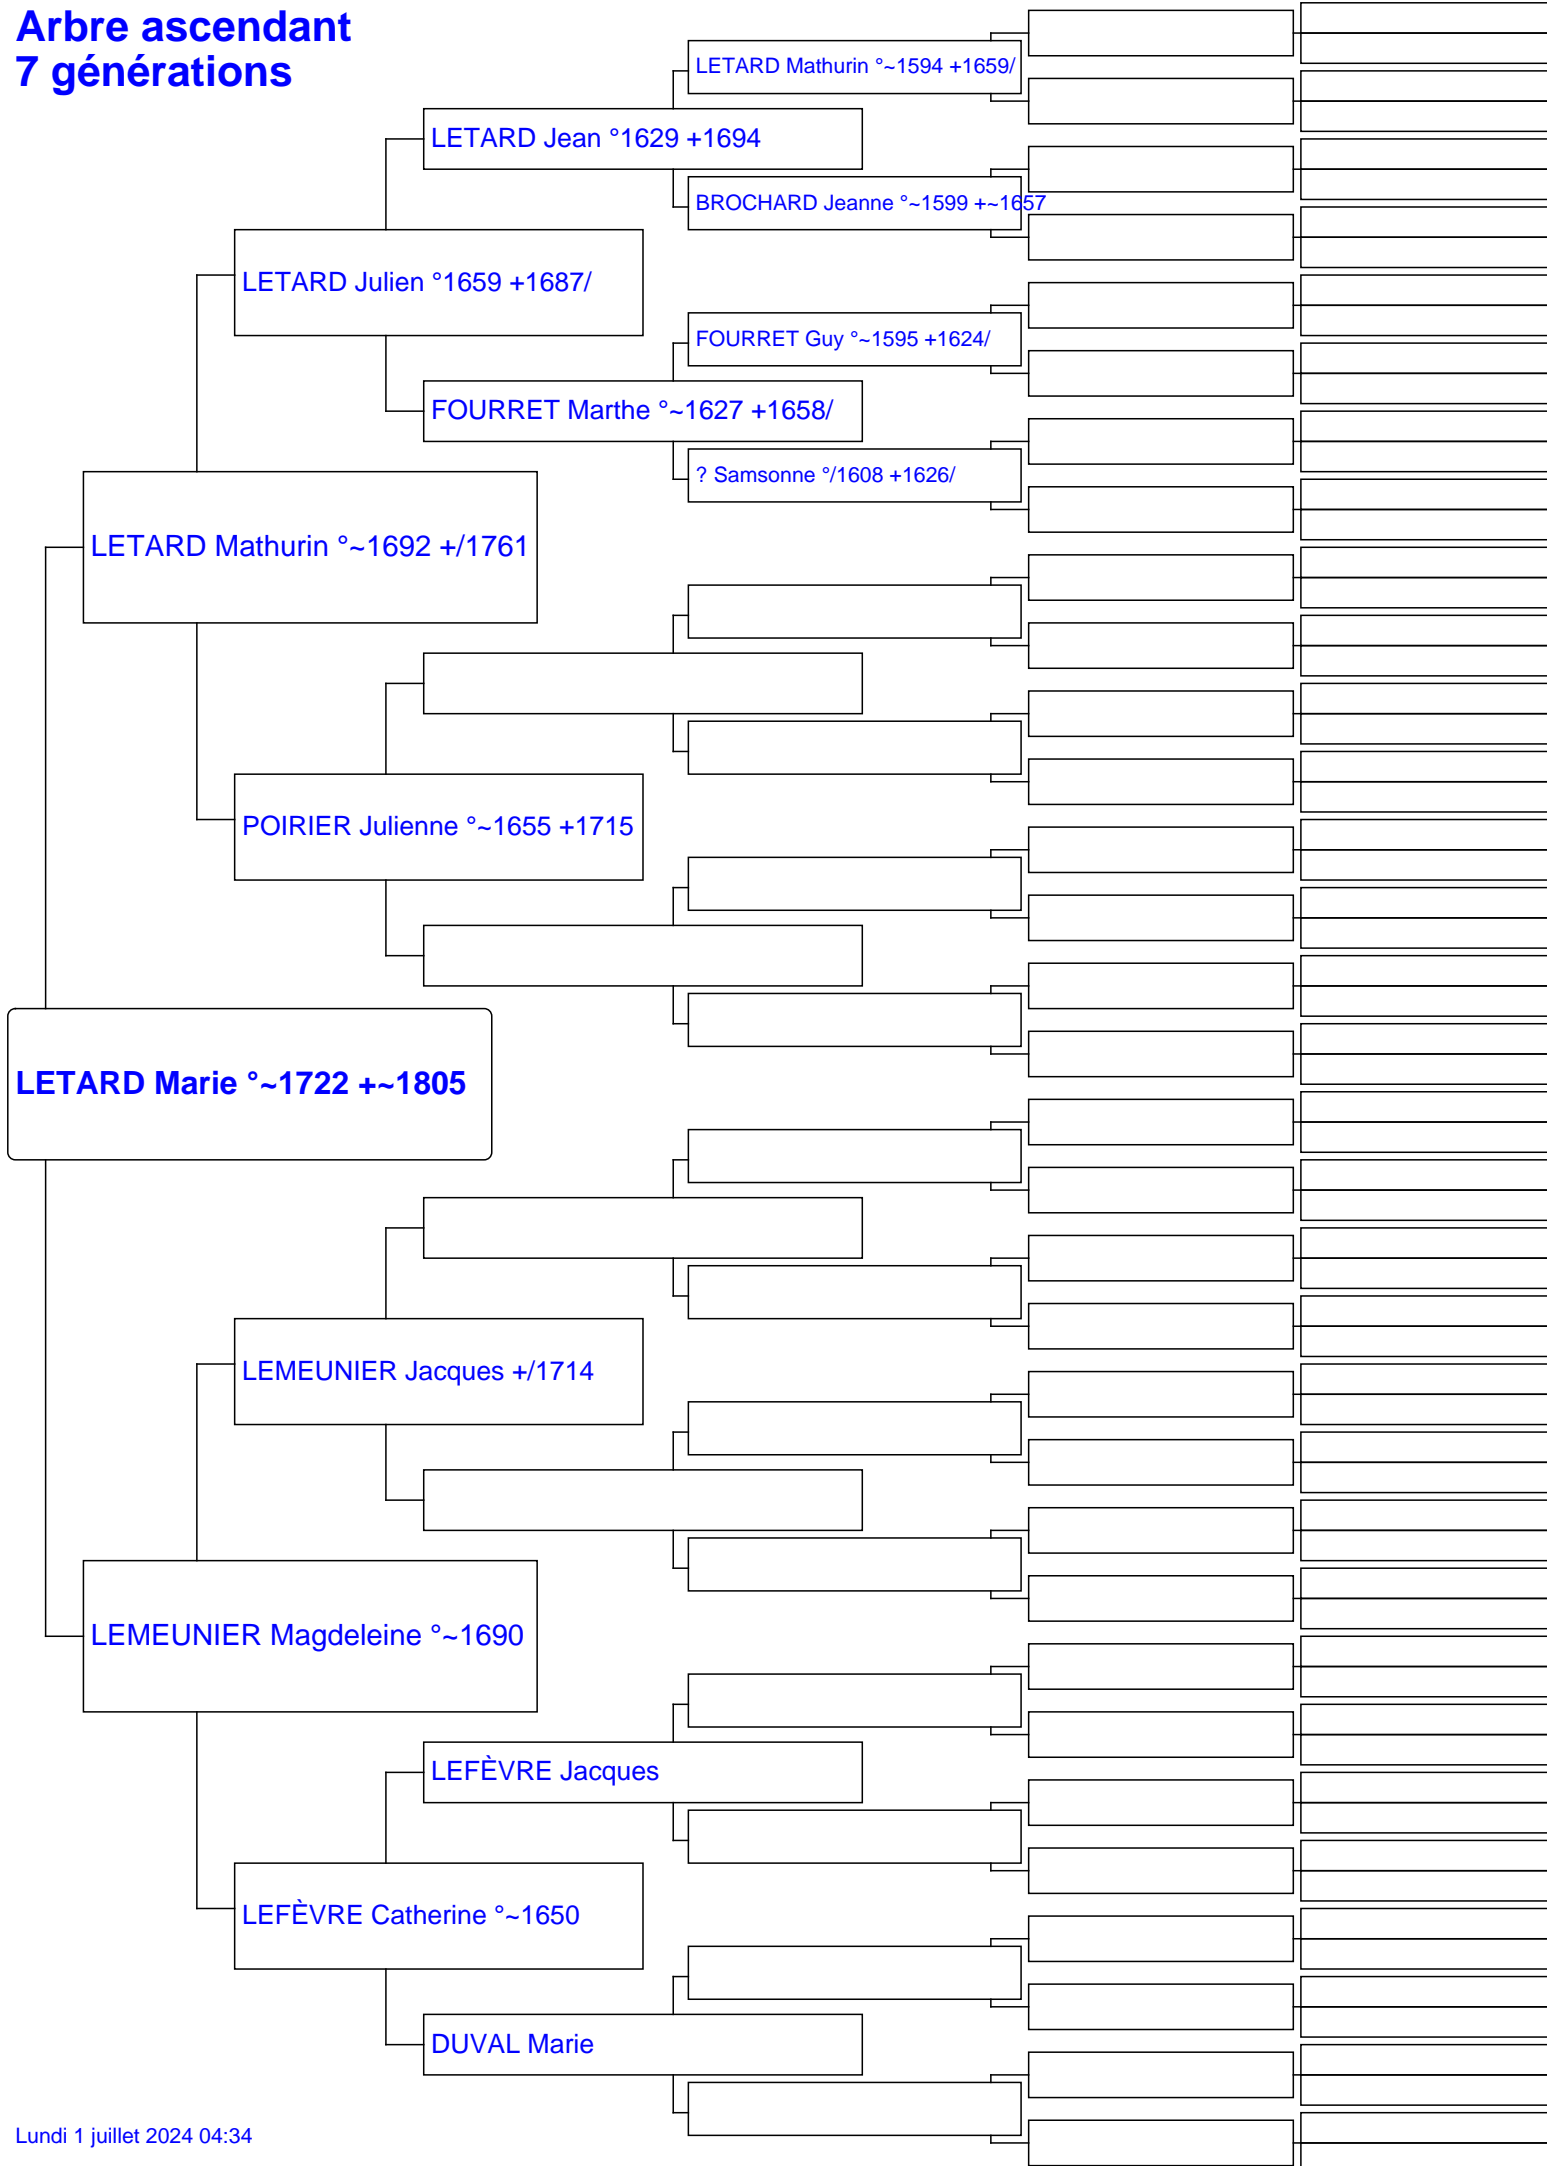 Arbre ascendant
7 générations
LETARD Mathurin °~1594 +1659/
LETARD Jean °1629 +1694
BROCHARD Jeanne °~1599 +~1657
LETARD Julien °1659 +1687/
FOURRET Guy °~1595 +1624/
FOURRET Marthe °~1627 +1658/
? Samsonne °/1608 +1626/
LETARD Mathurin °~1692 +/1761
POIRIER Julienne °~1655 +1715
LETARD Marie °~1722 +~1805
LEMEUNIER Jacques +/1714
LEMEUNIER Magdeleine °~1690
LEFÈVRE Jacques
LEFÈVRE Catherine °~1650
DUVAL Marie
Lundi 1 juillet 2024 04:34